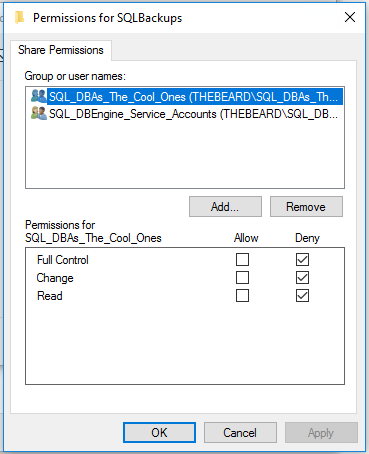 Permissions for SQLBackups
Share Permissions
Group or user names:
SQL_DBAs_The_Cool_Ones (THEBEARD\SQL_DBAs_Th...
SQL_DBEngine_Service_Accounts (THEBEARD\SQL_DB...
Add... Remove
Permissions for
SQL_DBAs_The_Cool_Ones Allow Deny
Full Control
Change
Read
OK Cancel Apply